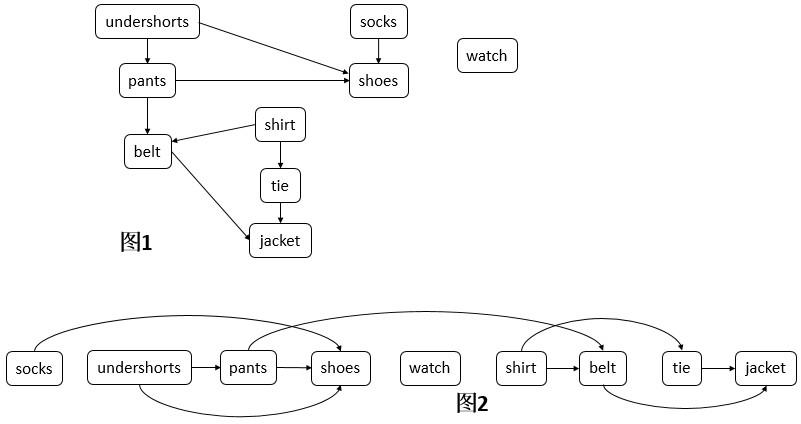 undershorts
socks
watch
pants
shoes
shirt
belt
tie
jacket
图1
socks
undershorts
pants
shoes
watch
shirt
belt
tie
jacket
图2